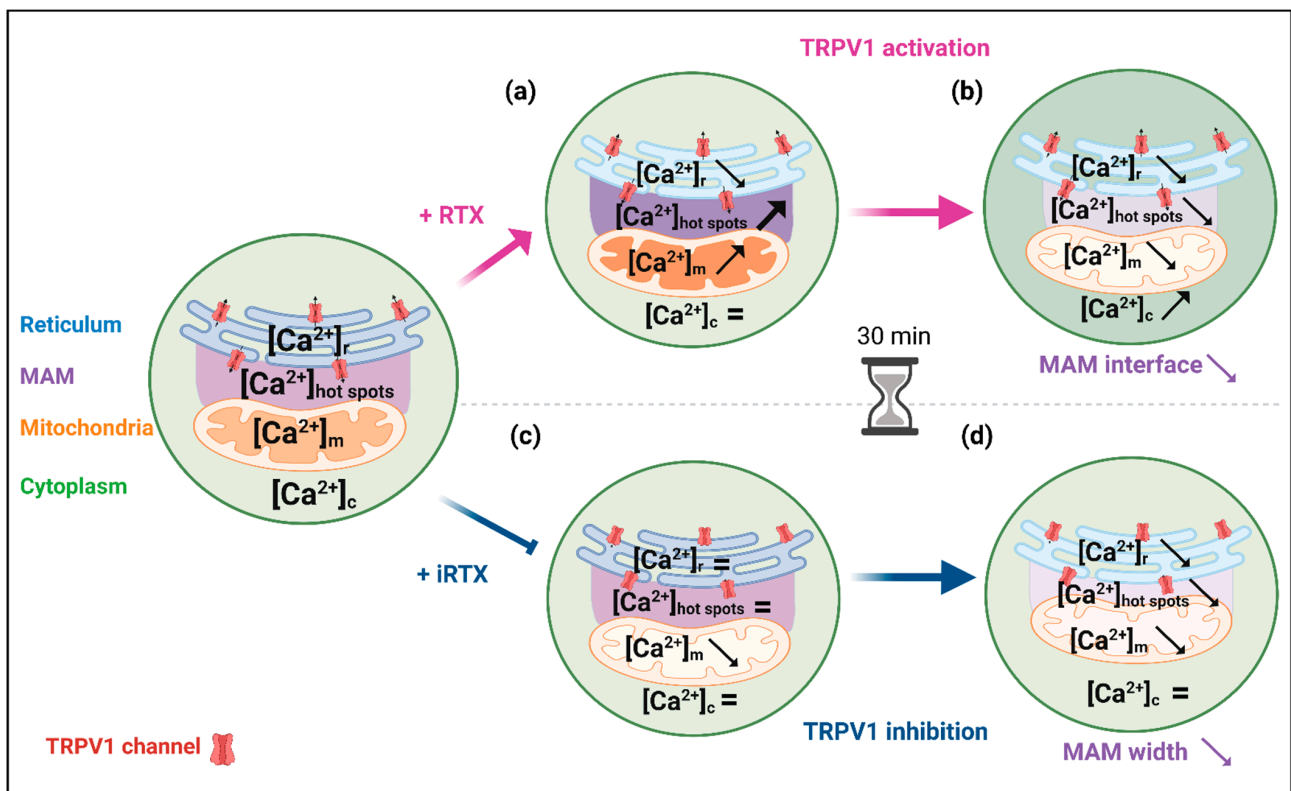 TRPV1 activation
(a)
(b)
+ RTX
[Ca2+]r
[Ca2+]hot spots
[Ca2+]m
[Ca2+]c =
[Ca2+]r
[Ca2+]hot spots
[Ca2+]m
[Ca2+]c
MAM interface
30 min
Reticulum
MAM
Mitochondria
Cytoplasm
[Ca2+]r
[Ca2+]hot spots
[Ca2+]m
[Ca2+]c
(c)
(d)
+ iRTX
[Ca2+]r =
[Ca2+]hot spots =
[Ca2+]m
[Ca2+]c =
[Ca2+]r
[Ca2+]hot spots
[Ca2+]m
[Ca2+]c =
TRPV1 inhibition
MAM width
TRPV1 channel